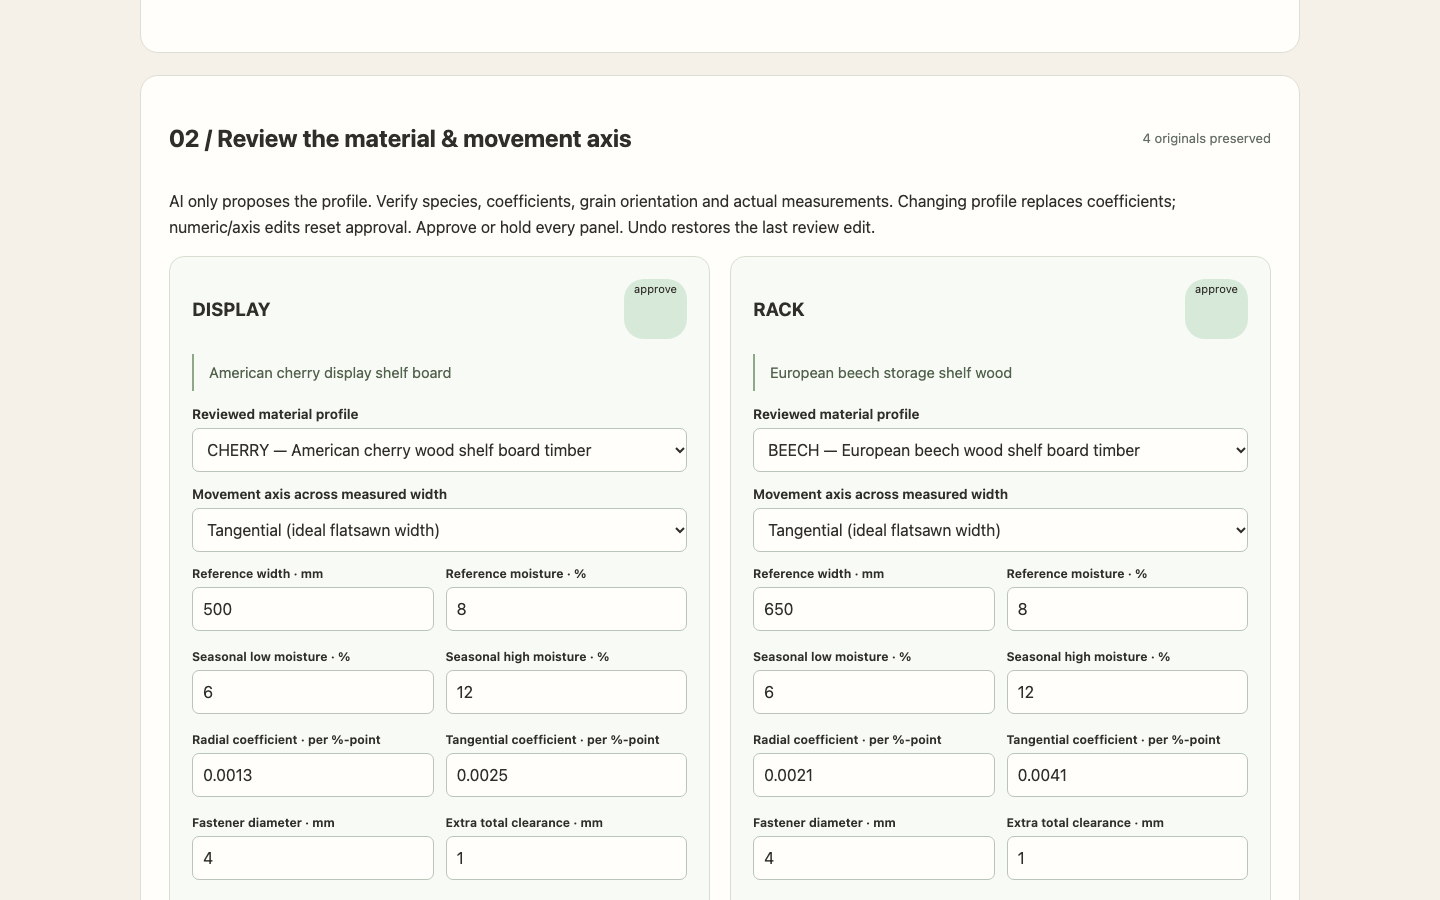 02 / Review the material & movement axis
4 originals preserved
AI only proposes the profile. Verify species, coefficients, grain orientation and actual measurements. Changing profile replaces coefficients;
numeric/axis edits reset approval. Approve or hold every panel. Undo restores the last review edit.
DISPLAY
approve
American cherry display shelf board
Reviewed material profile
CHERRY — American cherry wood shelf board timber
Movement axis across measured width
Tangential (ideal flatsawn width)
Reference width · mm
Reference moisture · %
500
8
Seasonal low moisture · %
Seasonal high moisture · %
6
12
Radial coefficient · per %-point
Tangential coefficient · per %-point
0.0013
0.0025
Fastener diameter · mm
Extra total clearance · mm
4
1
RACK
approve
European beech storage shelf wood
Reviewed material profile
BEECH — European beech wood shelf board timber
Movement axis across measured width
Tangential (ideal flatsawn width)
Reference width · mm
Reference moisture · %
650
8
Seasonal low moisture · %
Seasonal high moisture · %
6
12
Radial coefficient · per %-point
Tangential coefficient · per %-point
0.0021
0.0041
Fastener diameter · mm
Extra total clearance · mm
4
1